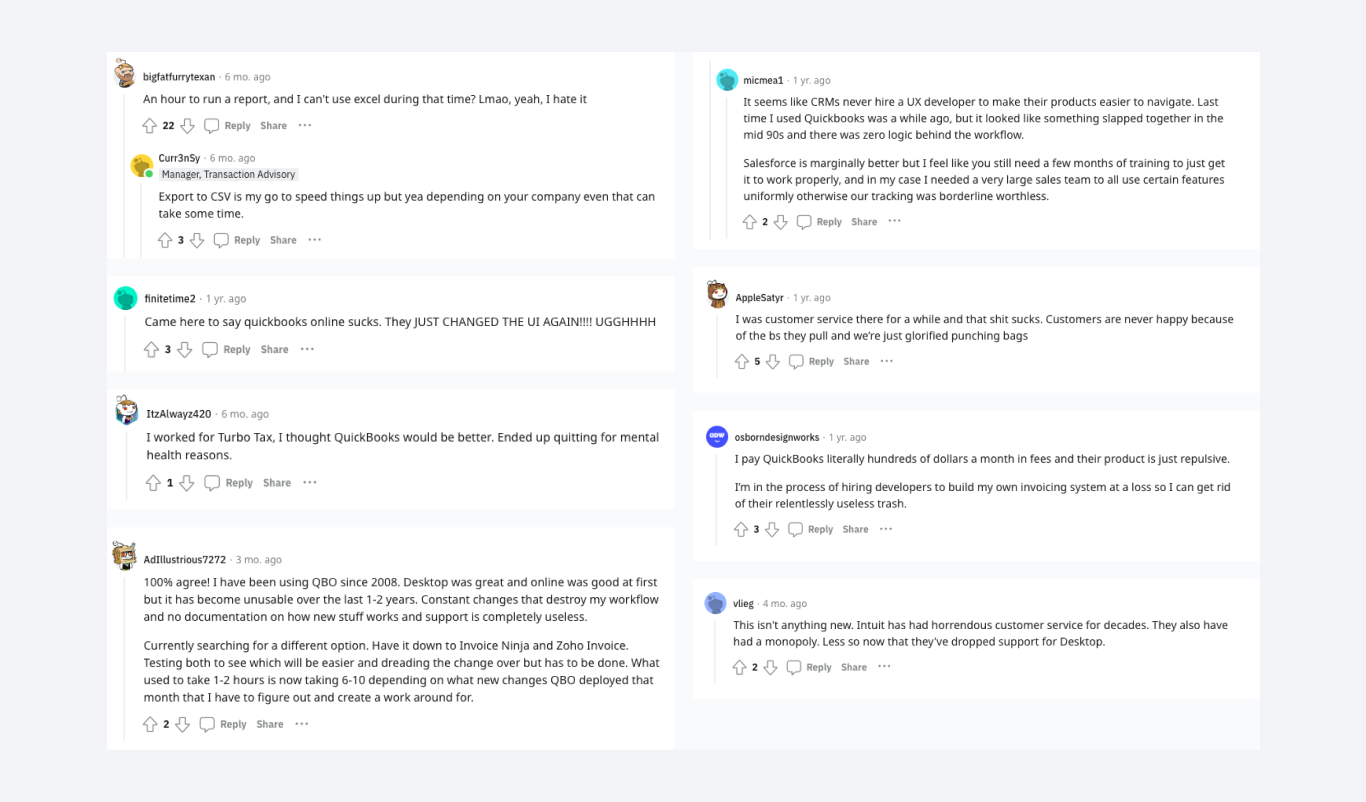 bigfatfurrytexan · 6 mo. ago
An hour to run a report, and I can't use excel during that time? Lmao, yeah, I hate it
22 Reply Share ···
Curr3nSy · 6 mo. ago
Manager, Transaction Advisory
Export to CSV is my go to speed things up but yea depending on your company even that can
take some time.
3 Reply Share ···
finitetime2 · 1 yr. ago
Came here to say quickbooks online sucks. They JUST CHANGED THE UI AGAIN!!!! UGGHHHH
3 Reply Share ···
ItzAlwayz420 · 6 mo. ago
I worked for Turbo Tax, I thought QuickBooks would be better. Ended up quitting for mental
health reasons.
1 Reply Share ···
AdIllustrious7272 · 3 mo. ago
100% agree! I have been using QBO since 2008. Desktop was great and online was good at first
but it has become unusable over the last 1-2 years. Constant changes that destroy my workflow
and no documentation on how new stuff works and support is completely useless.
Currently searching for a different option. Have it down to Invoice Ninja and Zoho Invoice.
Testing both to see which will be easier and dreading the change over but has to be done. What
used to take 1-2 hours is now taking 6-10 depending on what new changes QBO deployed that
month that I have to figure out and create a work around for.
2 Reply Share ···
micmea1 · 1 yr. ago
It seems like CRMs never hire a UX developer to make their products easier to navigate. Last
time I used Quickbooks was a while ago, but it looked like something slapped together in the
mid 90s and there was zero logic behind the workflow.
Salesforce is marginally better but I feel like you still need a few months of training to just get
it to work properly, and in my case I needed a very large sales team to all use certain features
uniformly otherwise our tracking was borderline worthless.
2 Reply Share ···
AppleSatyr · 1 yr. ago
I was customer service there for a while and that shit sucks. Customers are never happy because
of the bs they pull and we're just glorified punching bags
5 Reply Share ···
ODW
osborndesignworks · 1 yr. ago
I pay QuickBooks literally hundreds of dollars a month in fees and their product is just repulsive.
I'm in the process of hiring developers to build my own invoicing system at a loss so I can get rid
of their relentlessly useless trash.
3 Reply Share ···
vlieg · 4 mo. ago
This isn't anything new. Intuit has had horrendous customer service for decades. They also have
had a monopoly. Less so now that they've dropped support for Desktop.
2 Reply Share ···